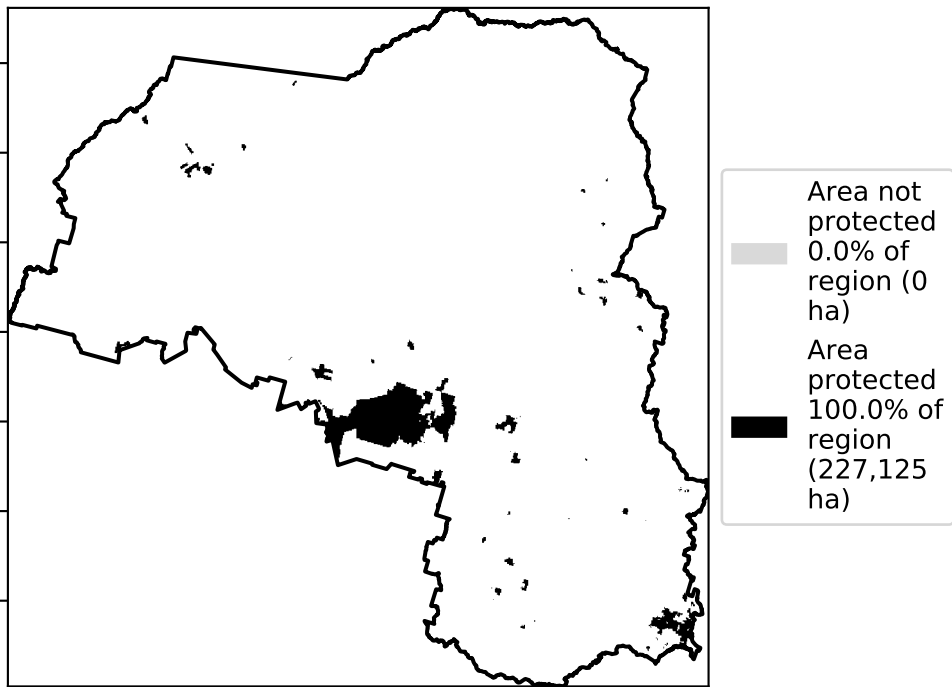 Area not
protected
0.0% of
region (0
ha)
Area
protected
100.0% of
region
(227,125
ha)